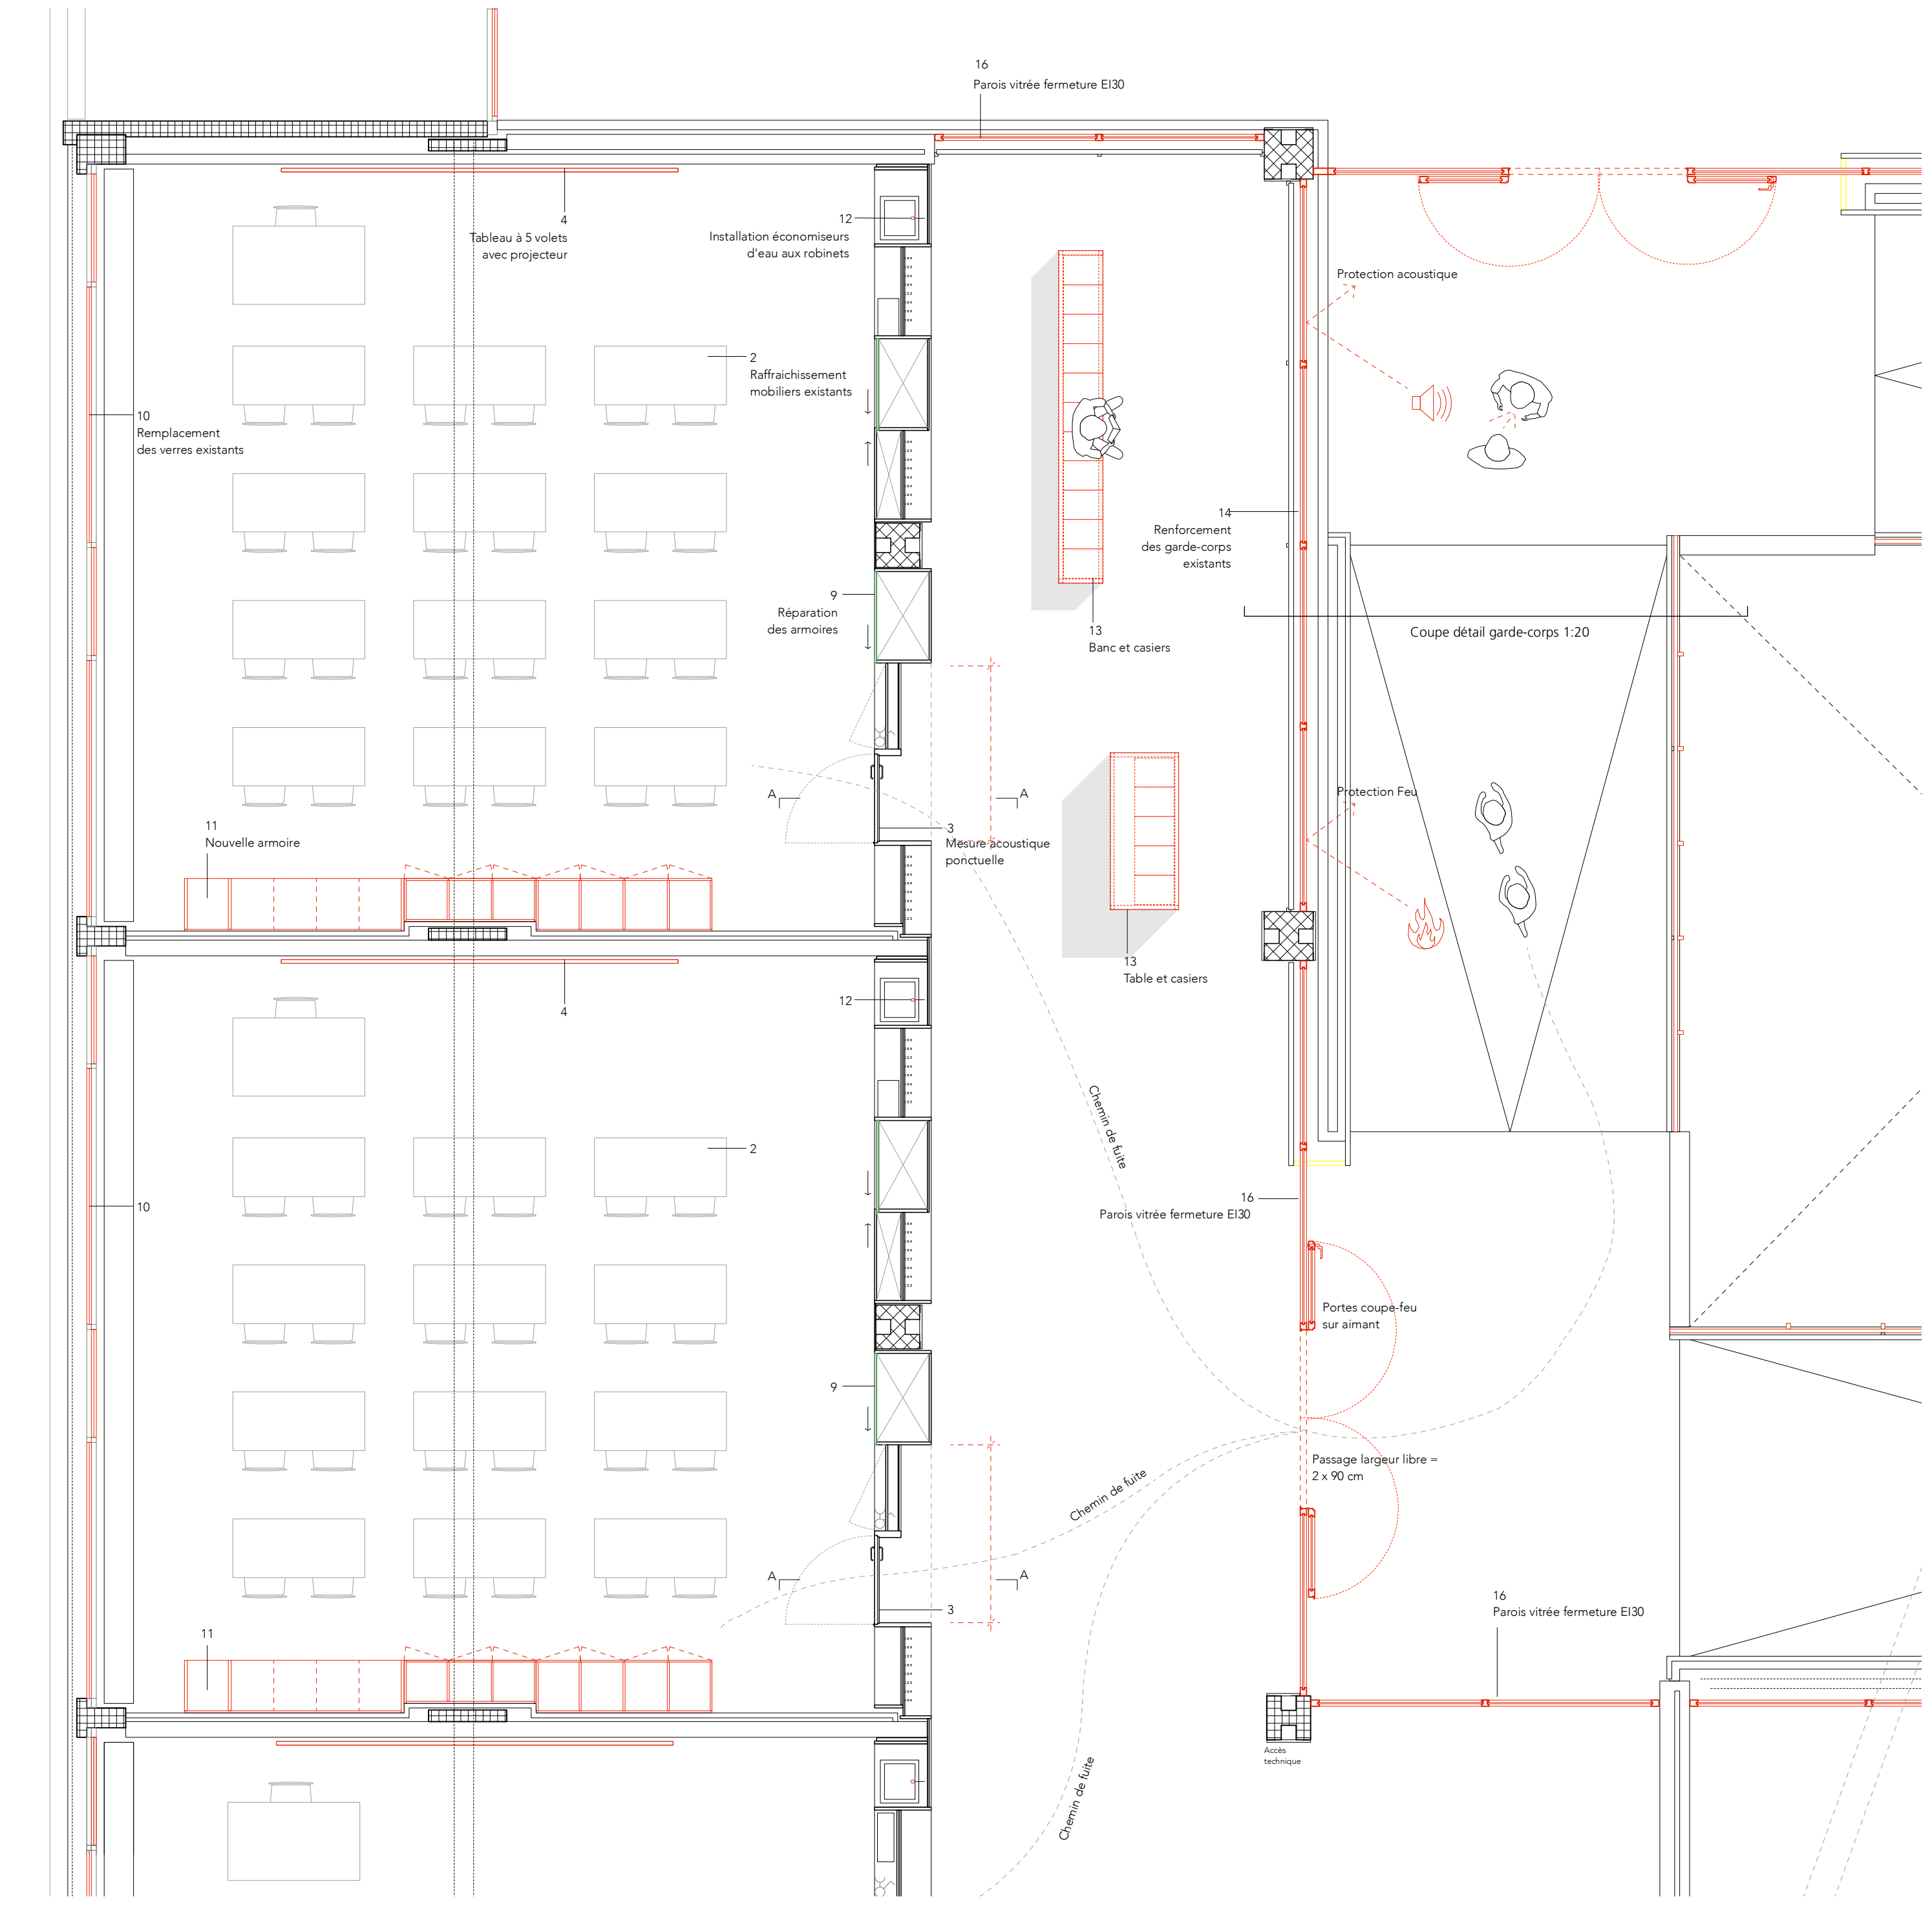 16
Parois vitrée fermeture EI30
4
Tableau à 5 volets
avec projecteur
12
Installation économiseurs
d'eau aux robinets
Protection acoustique
2
Raffraichissement
mobiliers existants
10
Remplacement
des verres existants
14
Renforcement
des garde-corps
existants
9
Réparation
des armoires
13
Banc et casiers
Coupe détail garde-corps 1:20
A
A
Protection Feu
11
Nouvelle armoire
3
Mesure acoustique
ponctuelle
13
Table et casiers
4
12
Chemin de fuite
2
10
16
Parois vitrée fermeture EI30
Portes coupe-feu
sur aimant
9
Passage largeur libre =
2 x 90 cm
Chemin de fuite
A
A
3
16
Parois vitrée fermeture EI30
11
Accès
technique
Chemin de fuite